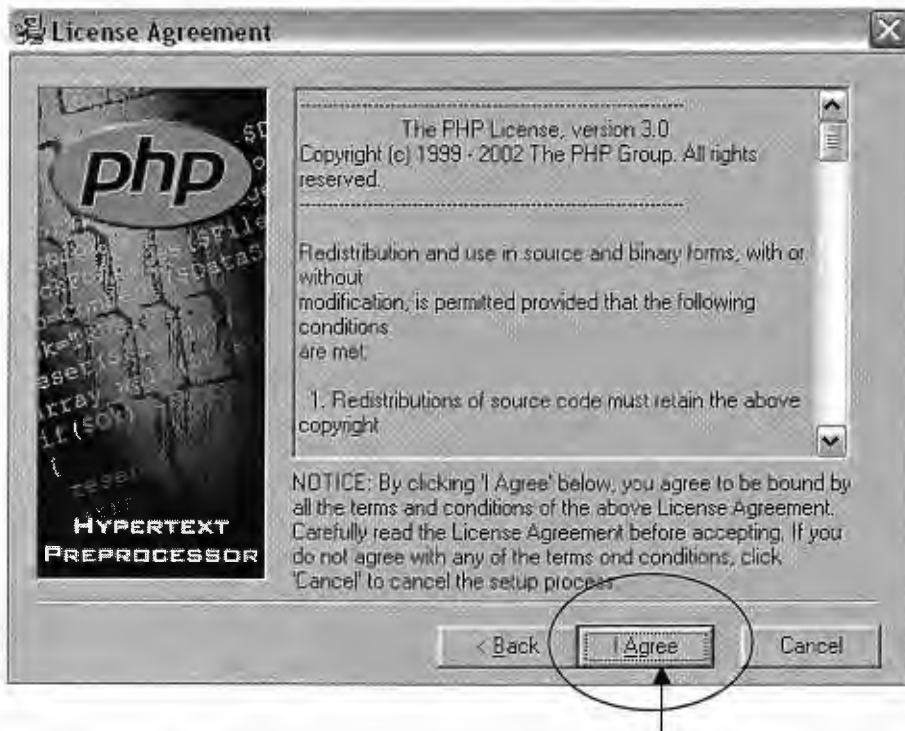 License Agreement
php
HYPERTEXT
PREPROCESSOR
The PHP License, version 3.0
Copyright (c) 1999 - 2002 The PHP Group. All rights
reserved.
Redistribution and use in source and binary forms, with or
without
modification, is permitted provided that the following
conditions
are met:
1. Redistributions of source code must retain the above
copyright
NOTICE: By clicking 'I Agree' below, you agree to be bound by
all the terms and conditions of the above License Agreement.
Carefully read the License Agreement before accepting. If you
do not agree with any of the terms and conditions, click
'Cancel' to cancel the setup process.
< Back
I Agree
Cancel